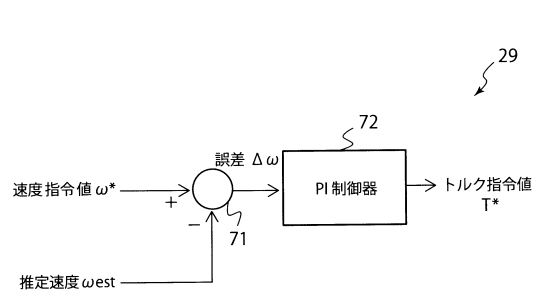 29
72
誤差 Δω
速度指令値 ω*
+
PI 制御器
トルク指令値
T*
−
71
推定速度 ωest